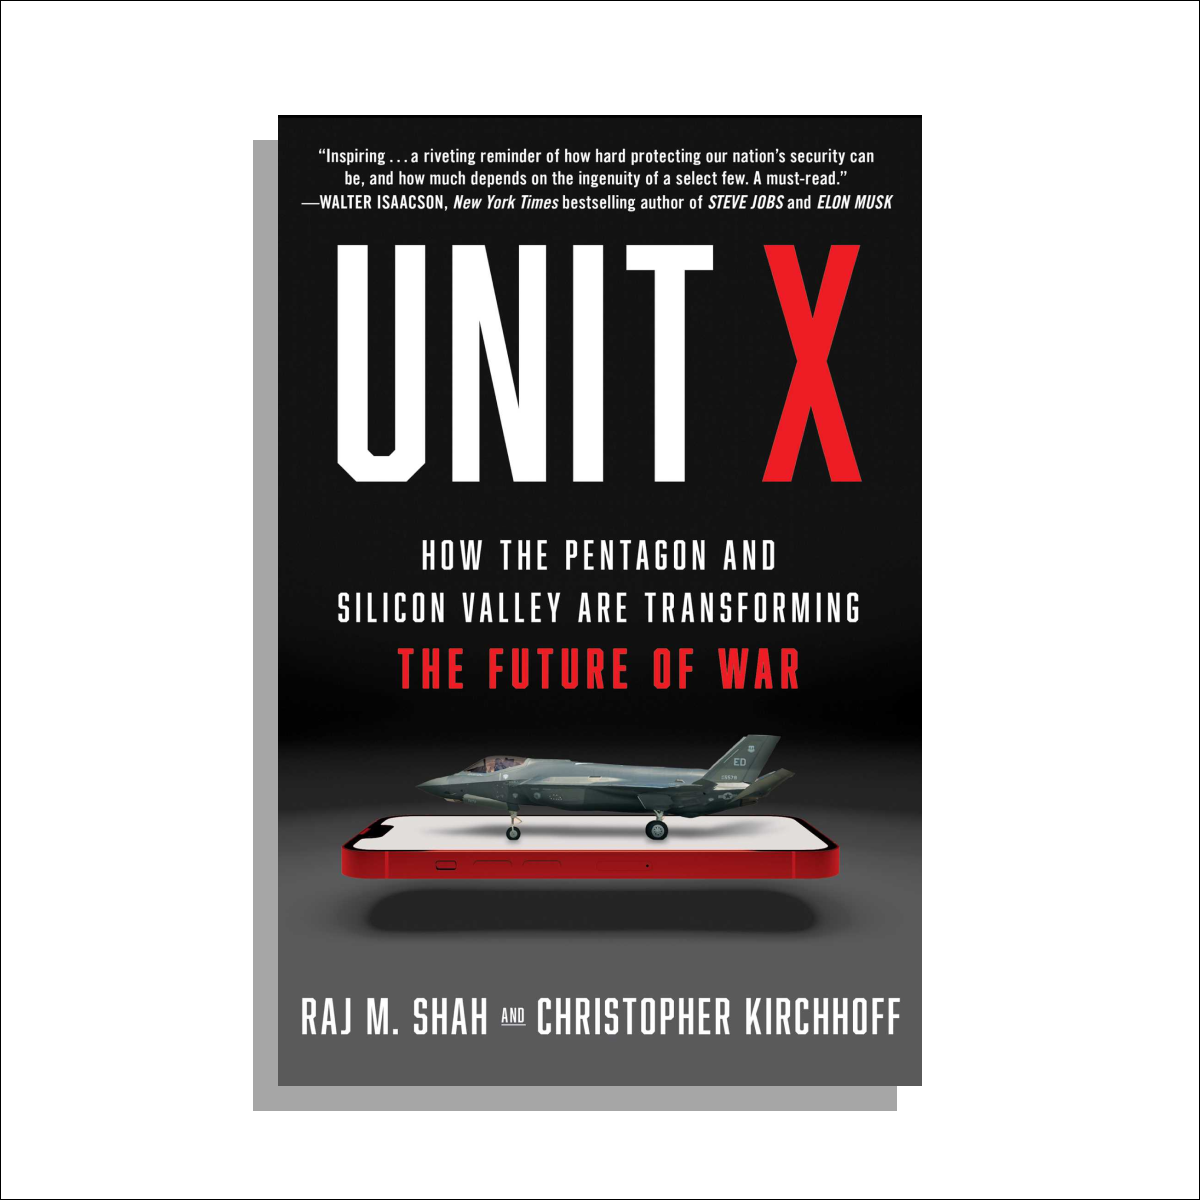 “Inspiring . . . a riveting reminder of how hard protecting our nation’s security can
be, and how much depends on the ingenuity of a select few. A must-read.”
—WALTER ISAACSON, New York Times bestselling author of STEVE JOBS and ELON MUSK
UNIT X
HOW THE PENTAGON AND
SILICON VALLEY ARE TRANSFORMING
THE FUTURE OF WAR
ED
RAJ M. SHAH AND CHRISTOPHER KIRCHHOFF